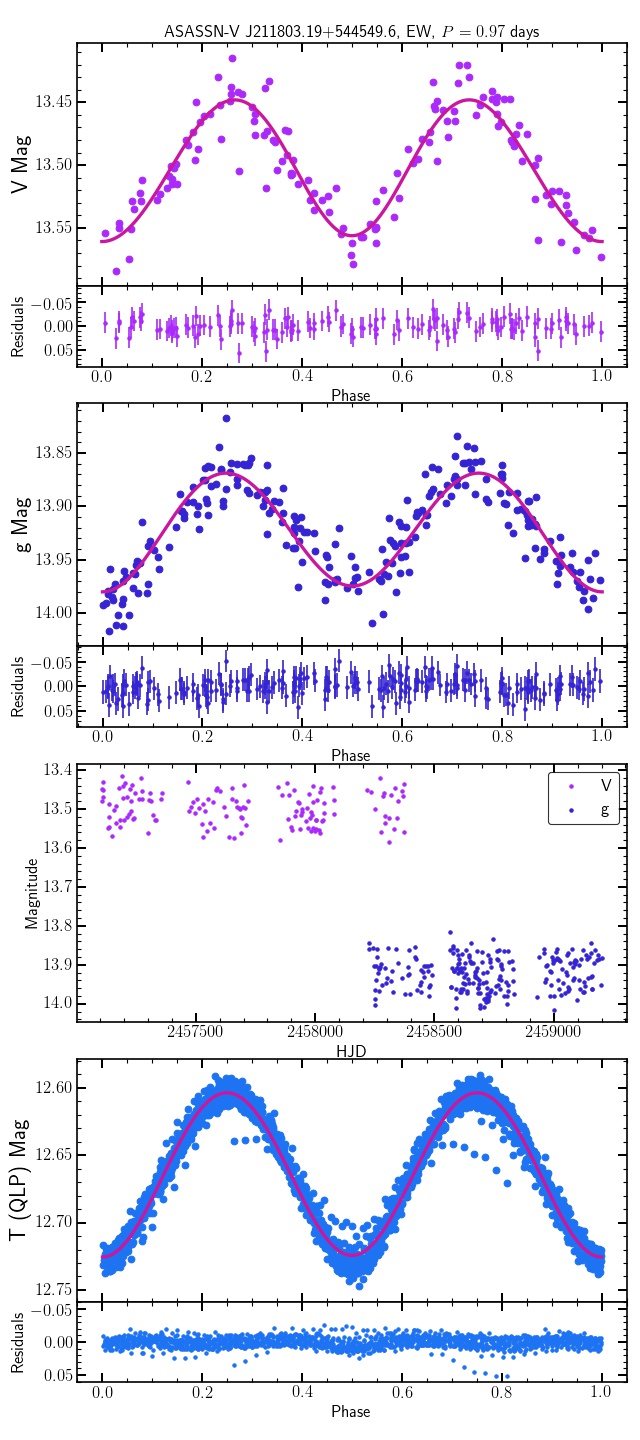 ASASSN-V J211803.19+544549.6, EW, P = 0.97 days
V Mag
13.45
13.50
13.55
Residuals
−0.05
0.00
0.05
0.0 0.2 0.4 0.6 0.8 1.0
Phase
g Mag
13.85
13.90
13.95
14.00
Residuals
−0.05
0.00
0.05
0.0 0.2 0.4 0.6 0.8 1.0
Phase
Magnitude
13.4
13.5
13.6
13.7
13.8
13.9
14.0
V
g
2457500 2458000 2458500 2459000
HJD
T (QLP) Mag
12.60
12.65
12.70
12.75
Residuals
−0.05
0.00
0.05
0.0 0.2 0.4 0.6 0.8 1.0
Phase